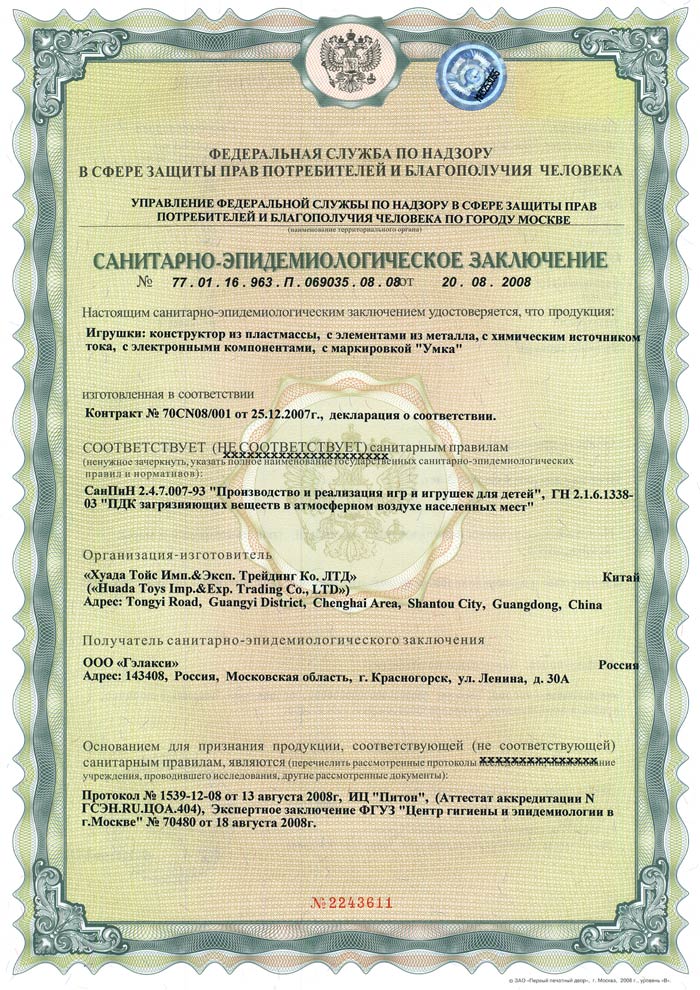 ФЕДЕРАЛЬНАЯ СЛУЖБА ПО НАДЗОРУ
В СФЕРЕ ЗАЩИТЫ ПРАВ ПОТРЕБИТЕЛЕЙ И БЛАГОПОЛУЧИЯ ЧЕЛОВЕКА
УПРАВЛЕНИЕ ФЕДЕРАЛЬНОЙ СЛУЖБЫ ПО НАДЗОРУ В СФЕРЕ ЗАЩИТЫ ПРАВ
ПОТРЕБИТЕЛЕЙ И БЛАГОПОЛУЧИЯ ЧЕЛОВЕКА ПО ГОРОДУ МОСКВЕ
(наименование территориального органа)
САНИТАРНО-ЭПИДЕМИОЛОГИЧЕСКОЕ ЗАКЛЮЧЕНИЕ
№ 77.01.16.963.П.069035.08.08 от 20.08.2008
Настоящим санитарно-эпидемиологическим заключением удостоверяется, что продукция:
Игрушки: конструктор из пластмассы, с элементами из металла, с химическим источником
тока, с электронными компонентами, с маркировкой "Умка"
изготовленная в соответствии
Контракт № 70CN08/001 от 25.12.2007г., декларация о соответствии.
СООТВЕТСТВУЕТ (НЕ СООТВЕТСТВУЕТ) санитарным правилам
(ненужное зачеркнуть, указать полное наименование государственных санитарно-эпидемиологических
правил и нормативов):
СанПиН 2.4.7.007-93 "Производство и реализация игр и игрушек для детей", ГН 2.1.6.1338-
03 "ПДК загрязняющих веществ в атмосферном воздухе населенных мест"
Организация-изготовитель
«Хуада Тойс Имп.&Эксп. Трейдинг Ко. ЛТД» Китай
(«Huada Toys Imp.&Exp. Trading Co., LTD»)
Адрес: Tongyi Road, Guangyi District, Chenghai Area, Shantou City, Guangdong, China
Получатель санитарно-эпидемиологического заключения
ООО «Гэлакси» Россия
Адрес: 143408, Россия, Московская область, г. Красногорск, ул. Ленина, д. 30А
Основанием для признания продукции, соответствующей (не соответствующей)
санитарным правилам, являются (перечислить рассмотренные протоколы исследований, наименование
учреждения, проводившего исследования, другие рассмотренные документы):
Протокол № 1539-12-08 от 13 августа 2008г, ИЦ "Питон", (Аттестат аккредитации N
ГСЭН.RU.ЦОА.404), Экспертное заключение ФГУЗ "Центр гигиены и эпидемиологии в
г.Москве" № 70480 от 18 августа 2008г.
№2243611
© ЗАО «Первый печатный двор», г. Москва, 2008 г., уровень «В».